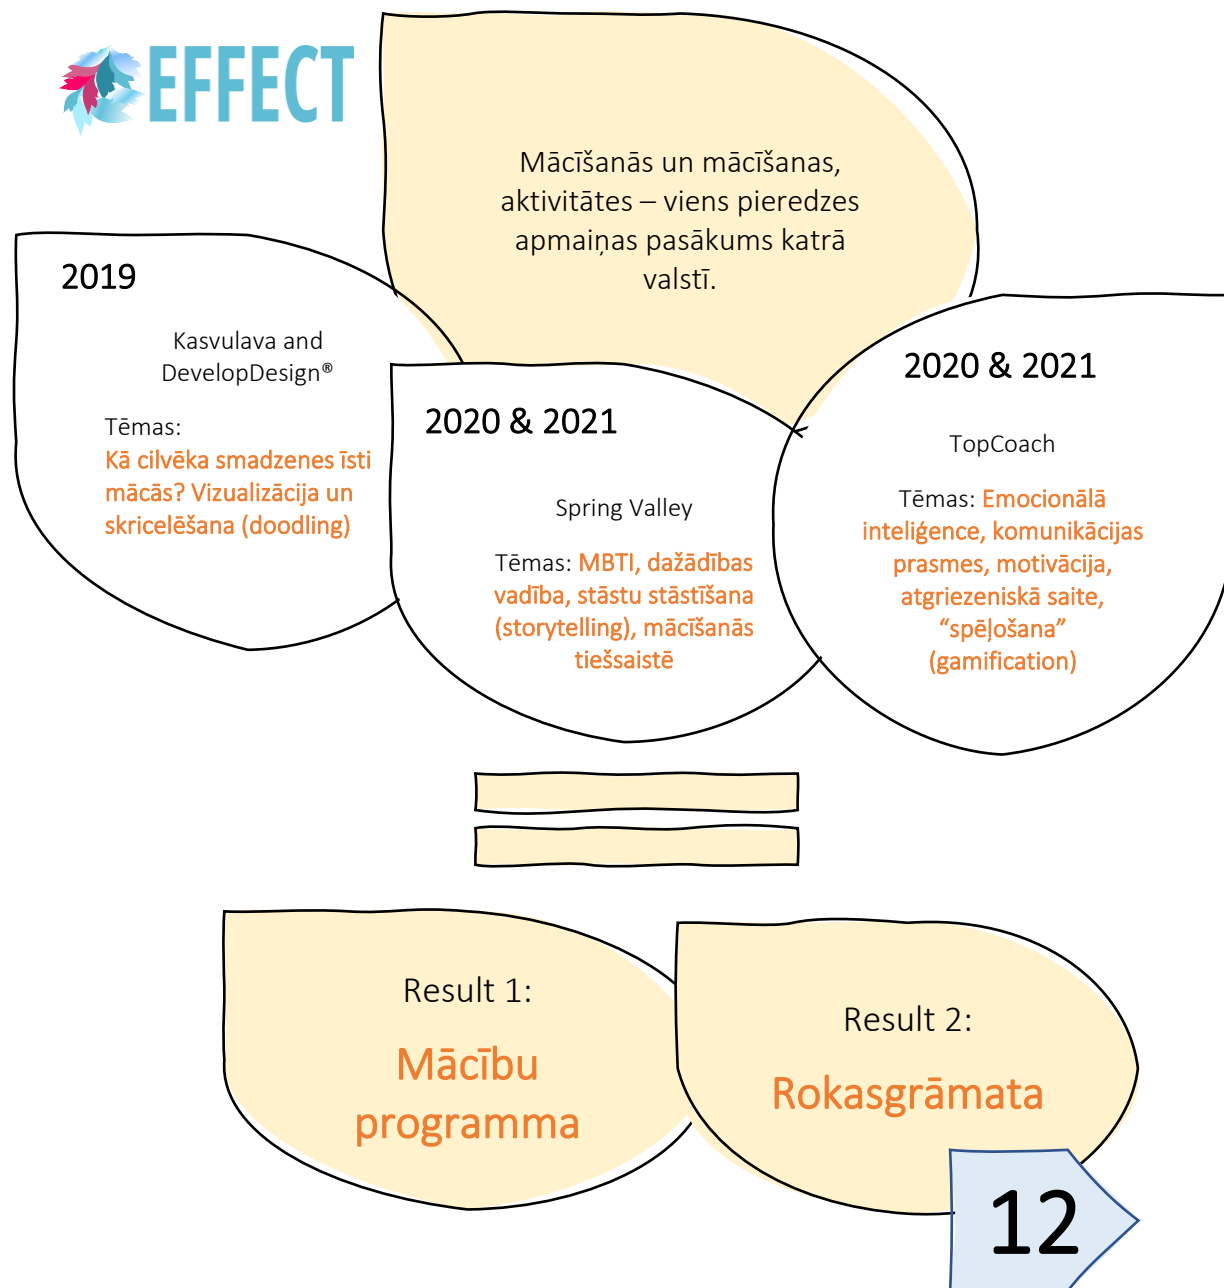 EFFECT
Mācīšanās un mācīšanas,
aktivitātes – viens pieredzes
apmaiņas pasākums katrā
valstī.
2019
Kasvulava and
DevelopDesign®
Tēmas:
Kā cilvēka smadzenes īsti
mācās? Vizualizācija un
skricelēšana (doodling)
2020 & 2021
Spring Valley
Tēmas: MBTI, dažādības
vadība, stāstu stāstīšana
(storytelling), mācīšanās
tiešsaistē
2020 & 2021
TopCoach
Tēmas: Emocionālā
inteliģence, komunikācijas
prasmes, motivācija,
atgriezeniskā saite,
“spēļošana”
(gamification)
Result 1:
Mācību
programma
Result 2:
Rokasgrāmata
12